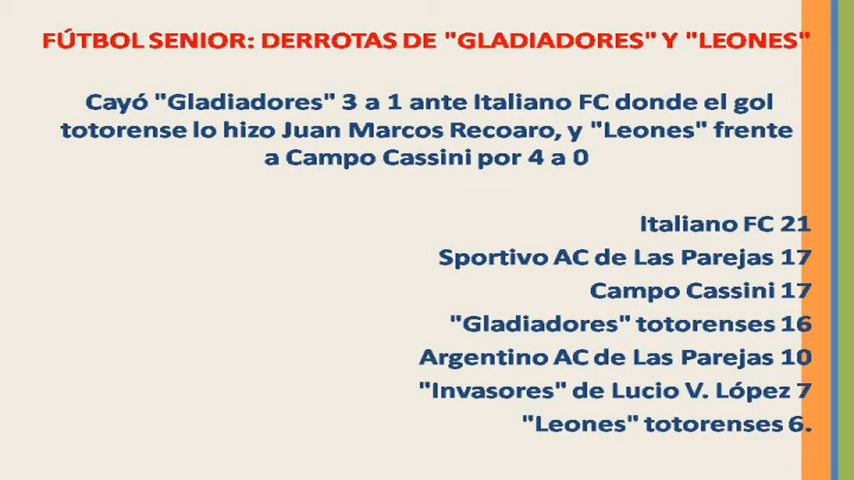 FÚTBOL SENIOR: DERROTAS DE "GLADIADORES" Y "LEONES"
Cayó "Gladiadores" 3 a 1 ante Italiano FC donde el gol
totorense lo hizo Juan Marcos Recoaro, y "Leones" frente
a Campo Cassini por 4 a 0
Italiano FC 21
Sportivo AC de Las Parejas 17
Campo Cassini 17
"Gladiadores" totorenses 16
Argentino AC de Las Parejas 10
"Invasores" de Lucio V. López 7
"Leones" totorenses 6.